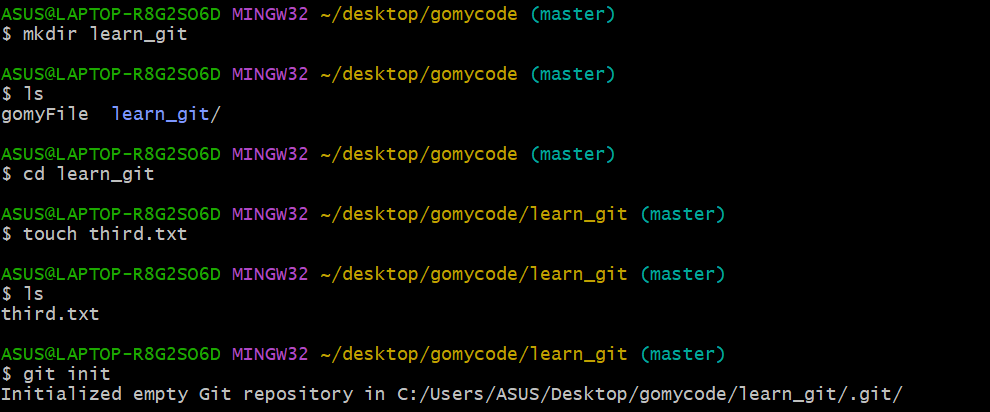 ASUS@LAPTOP-R8G2SO6D MINGW32 ~/desktop/gomycode (master)
$ mkdir learn_git
ASUS@LAPTOP-R8G2SO6D MINGW32 ~/desktop/gomycode (master)
$ ls
gomyFile  learn_git/
ASUS@LAPTOP-R8G2SO6D MINGW32 ~/desktop/gomycode (master)
$ cd learn_git
ASUS@LAPTOP-R8G2SO6D MINGW32 ~/desktop/gomycode/learn_git (master)
$ touch third.txt
ASUS@LAPTOP-R8G2SO6D MINGW32 ~/desktop/gomycode/learn_git (master)
$ ls
third.txt
ASUS@LAPTOP-R8G2SO6D MINGW32 ~/desktop/gomycode/learn_git (master)
$ git init
Initialized empty Git repository in C:/Users/ASUS/Desktop/gomycode/learn_git/.git/